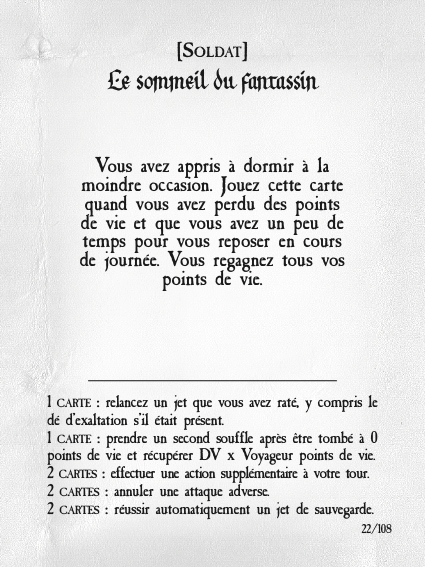 [Soldat]
Le sommeil du fantassin
Vous avez appris à dormir à la
moindre occasion. Jouez cette carte
quand vous avez perdu des points
de vie et que vous avez un peu de
temps pour vous reposer en cours
de journée. Vous regagnez tous vos
points de vie.
1 CARTE : relancez un jet que vous avez raté, y compris le
dé d'exaltation s'il était présent.
1 CARTE : prendre un second souffle après être tombé à 0
points de vie et récupérer DV x Voyageur points de vie.
2 CARTES : effectuer une action supplémentaire à votre tour.
2 CARTES : annuler une attaque adverse.
2 CARTES : réussir automatiquement un jet de sauvegarde.
22/108